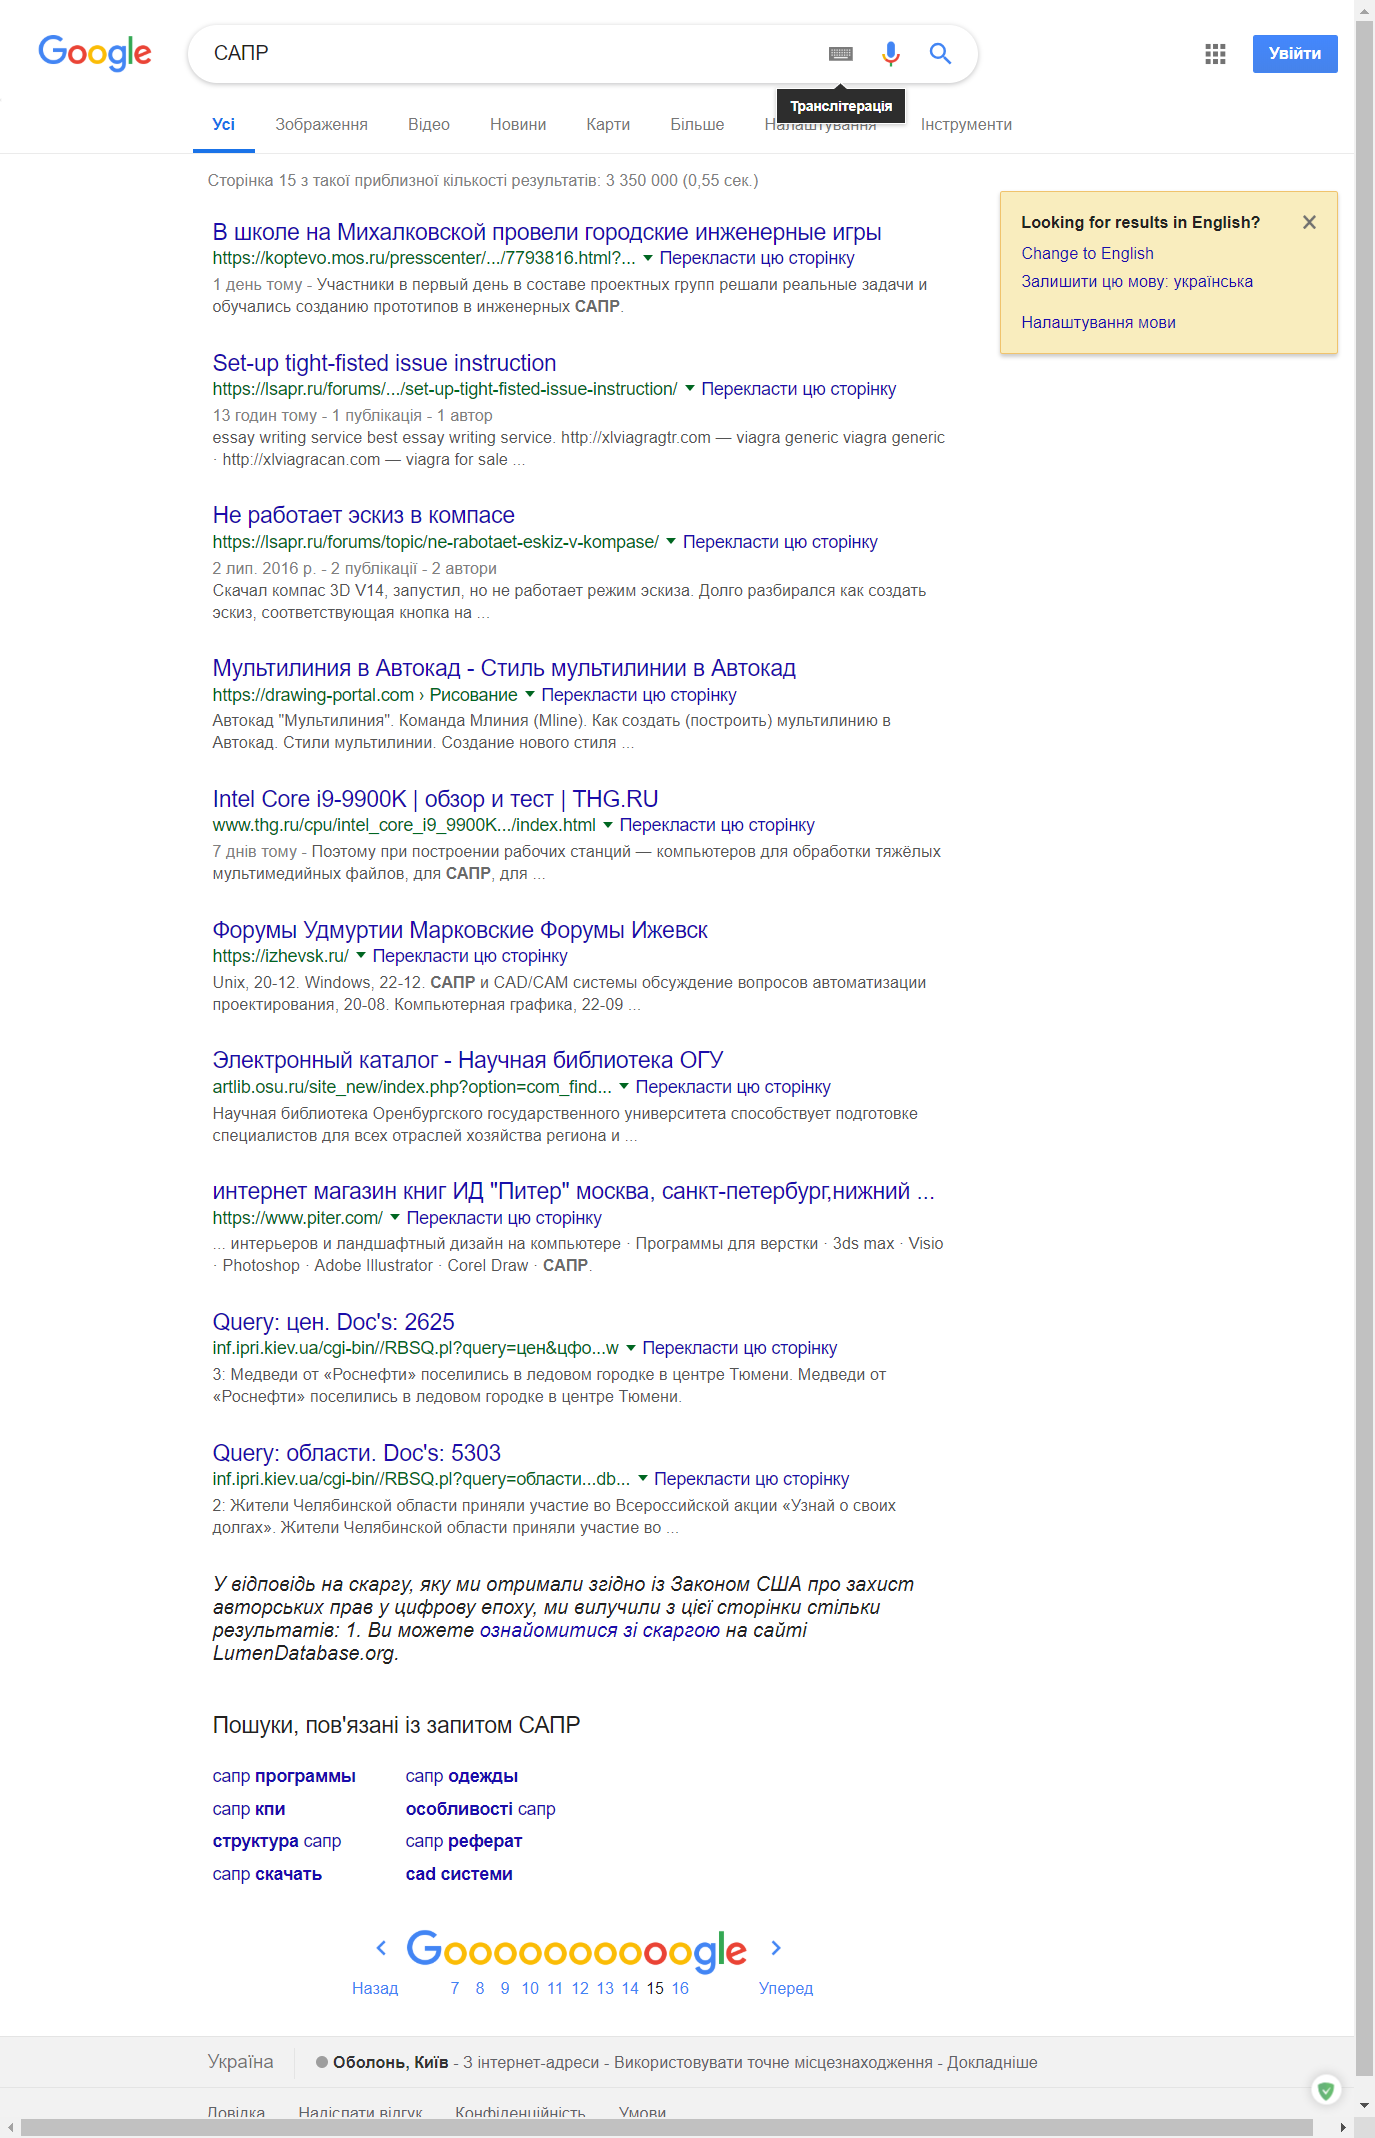 Google
САПР
Увійти
Транслітерація
Усі Зображення Відео Новини Карти Більше Налаштування Інструменти
Сторінка 15 з такої приблизної кількості результатів: 3 350 000 (0,55 сек.)
Looking for results in English?
Change to English
Залишити цю мову: українська
Налаштування мови
В школе на Михалковской провели городские инженерные игры
https://koptevo.mos.ru/presscenter/.../7793816.html?... Перекласти цю сторінку
1 день тому - Участники в первый день в составе проектных групп решали реальные задачи и
обучались созданию прототипов в инженерных САПР.
Set-up tight-fisted issue instruction
https://lsapr.ru/forums/.../set-up-tight-fisted-issue-instruction/ Перекласти цю сторінку
13 годин тому - 1 публікація - 1 автор
essay writing service best essay writing service. http://xlviagragtr.com — viagra generic viagra generic
· http://xlviagracan.com — viagra for sale ...
Не работает эскиз в компасе
https://lsapr.ru/forums/topic/ne-rabotaet-eskiz-v-kompase/ Перекласти цю сторінку
2 лип. 2016 р. - 2 публікації - 2 автори
Скачал компас 3D V14, запустил, но не работает режим эскиза. Долго разбирался как создать
эскиз, соответствующая кнопка на ...
Мультилиния в Автокад - Стиль мультилинии в Автокад
https://drawing-portal.com › Рисование Перекласти цю сторінку
Автокад "Мультилиния". Команда Млиния (Mline). Как создать (построить) мультилинию в
Автокад. Стили мультилинии. Создание нового стиля ...
Intel Core i9-9900K | обзор и тест | THG.RU
www.thg.ru/cpu/intel_core_i9_9900K.../index.html Перекласти цю сторінку
7 днів тому - Поэтому при построении рабочих станций — компьютеров для обработки тяжёлых
мультимедийных файлов, для САПР, для ...
Форумы Удмуртии Марковские Форумы Ижевск
https://izhevsk.ru/ Перекласти цю сторінку
Unix, 20-12. Windows, 22-12. САПР и CAD/CAM системы обсуждение вопросов автоматизации
проектирования, 20-08. Компьютерная графика, 22-09 ...
Электронный каталог - Научная библиотека ОГУ
artlib.osu.ru/site_new/index.php?option=com_find... Перекласти цю сторінку
Научная библиотека Оренбургского государственного университета способствует подготовке
специалистов для всех отраслей хозяйства региона и ...
интернет магазин книг ИД "Питер" москва, санкт-петербург,нижний ...
https://www.piter.com/ Перекласти цю сторінку
... интерьеров и ландшафтный дизайн на компьютере · Программы для верстки · 3ds max · Visio
· Photoshop · Adobe Illustrator · Corel Draw · САПР.
Query: цен. Doc's: 2625
inf.ipri.kiev.ua/cgi-bin//RBSQ.pl?query=цен&цфо...w Перекласти цю сторінку
3: Медведи от «Роснефти» поселились в ледовом городке в центре Тюмени. Медведи от
«Роснефти» поселились в ледовом городке в центре Тюмени.
Query: области. Doc's: 5303
inf.ipri.kiev.ua/cgi-bin//RBSQ.pl?query=области...db... Перекласти цю сторінку
2: Жители Челябинской области приняли участие во Всероссийской акции «Узнай о своих
долгах». Жители Челябинской области приняли участие во ...
У відповідь на скаргу, яку ми отримали згідно із Законом США про захист
авторських прав у цифрову епоху, ми вилучили з цієї сторінки стільки
результатів: 1. Ви можете ознайомитися зі скаргою на сайті
LumenDatabase.org.
Пошуки, пов'язані із запитом САПР
сапр программы сапр одежды
сапр кпи особливості сапр
структура сапр сапр реферат
сапр скачать cad системи
Goooooooooogle
Назад 7 8 9 10 11 12 13 14 15 16 Уперед
Україна Оболонь, Київ - З інтернет-адреси - Використовувати точне місцезнаходження - Докладніше
Довідка Надіслати відгук Конфіденційність Умови